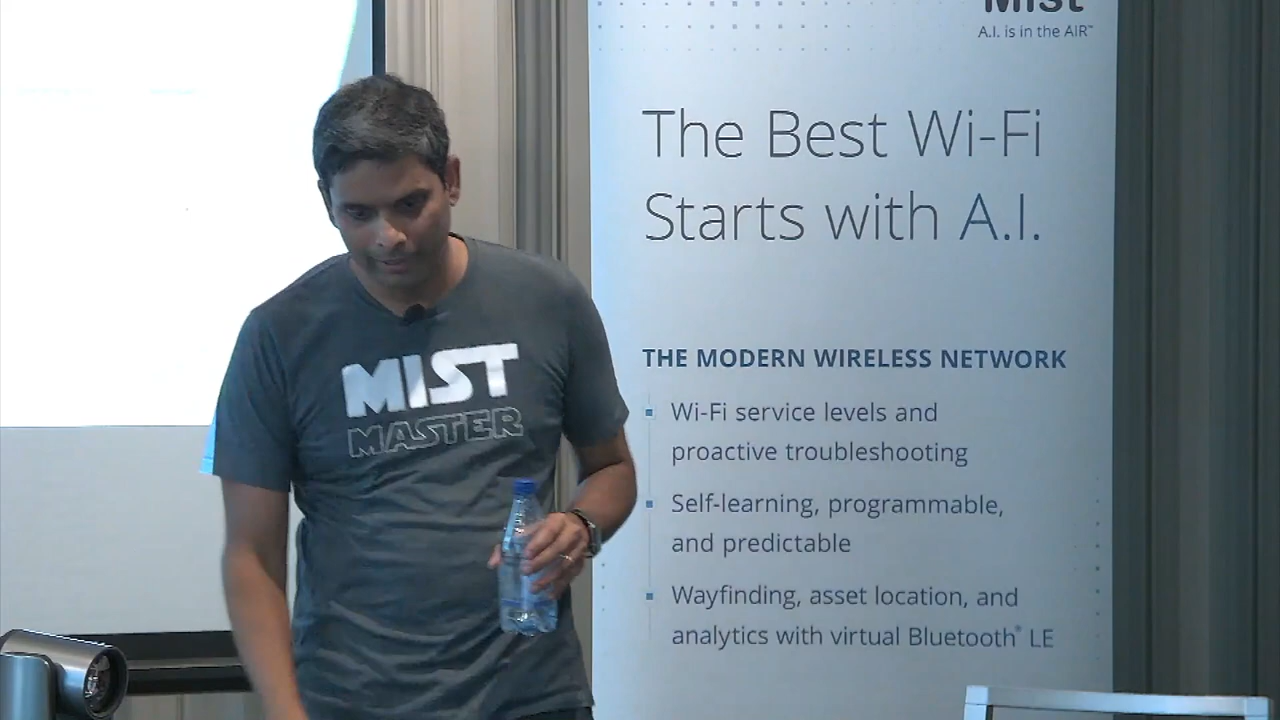 Mist
A.I. is in the AIR™
The Best Wi-Fi
Starts with A.I.
THE MODERN WIRELESS NETWORK
Wi-Fi service levels and
proactive troubleshooting
Self-learning, programmable,
and predictable
Wayfinding, asset location, and
analytics with virtual Bluetooth® LE
MIST
MASTER